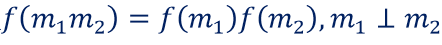 f(m₁m₂) = f(m₁)f(m₂), m₁ ⊥ m₂